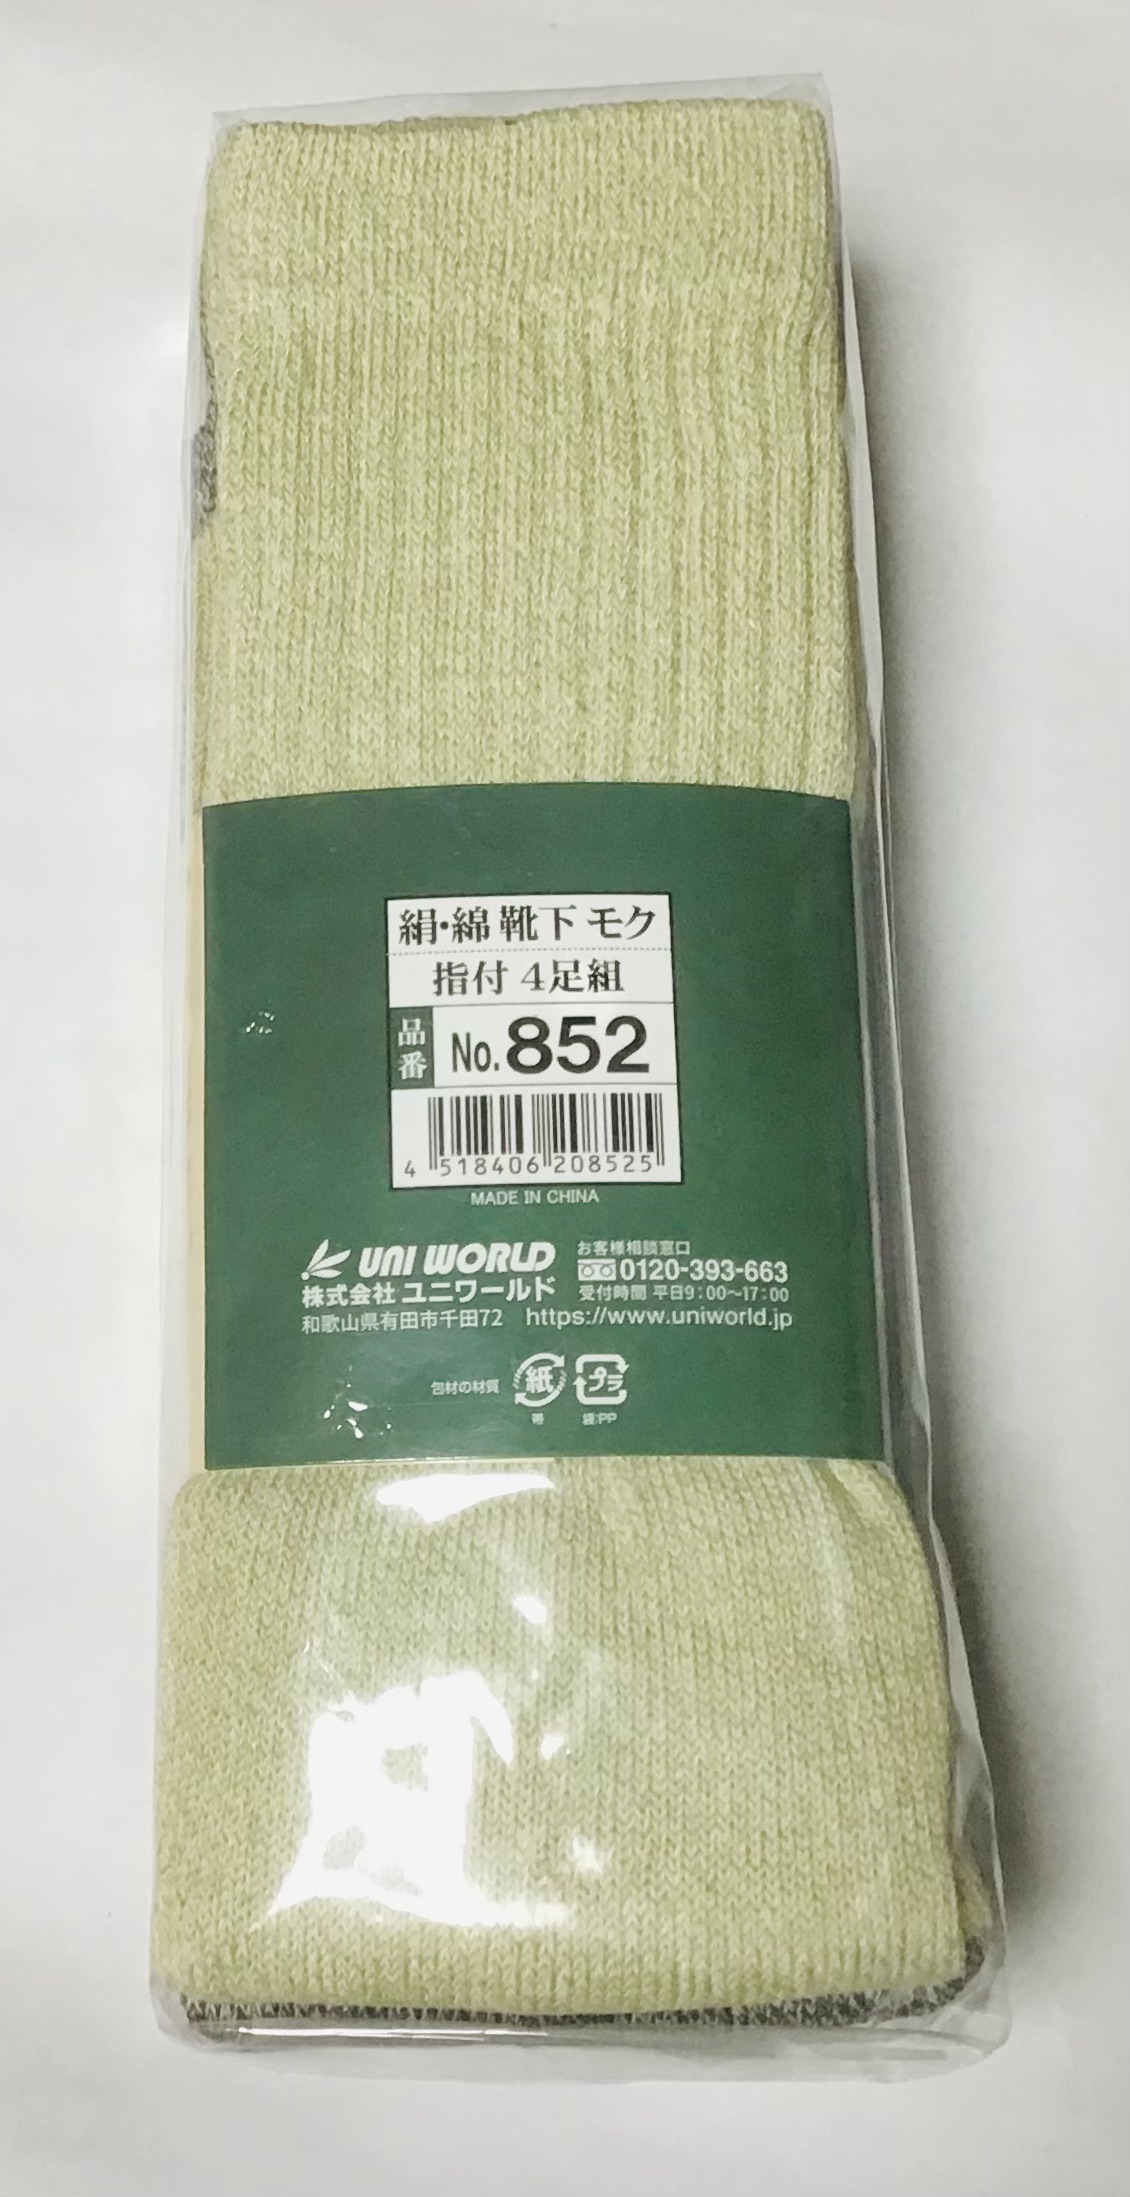 絹・綿 靴下 モク
指付 4足組
品番 No.852
4 518406 208525
MADE IN CHINA
UNI WORLD
株式会社 ユニワールド
お客様相談窓口
0120-393-663
受付時間 平日9:00～17:00
和歌山県有田市千田72 https://www.uniworld.jp
包材の材質 紙 プラ
帯 袋:PP